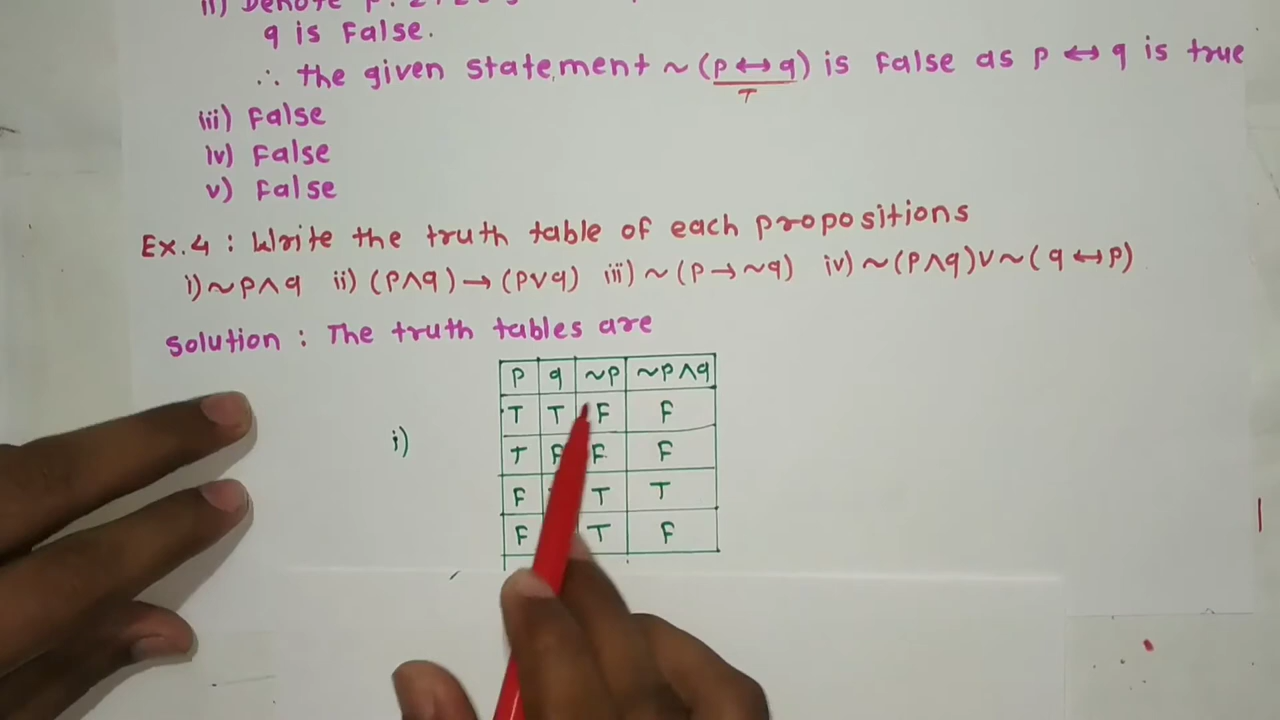 q is False.
∴ the given statement ~ (p ↔ q) is False as p ↔ q is true
T
iii) False
iv) False
v) False
Ex.4 : Write the truth table of each propositions
i) ~p∧q ii) (p∧q) → (p∨q) iii) ~ (p → ~q) iv) ~(p∧q)∨~(q ↔ p)
Solution : The truth tables are
p q ~p ~p∧q
T T F F
i)
T F F F
F T T
F T F